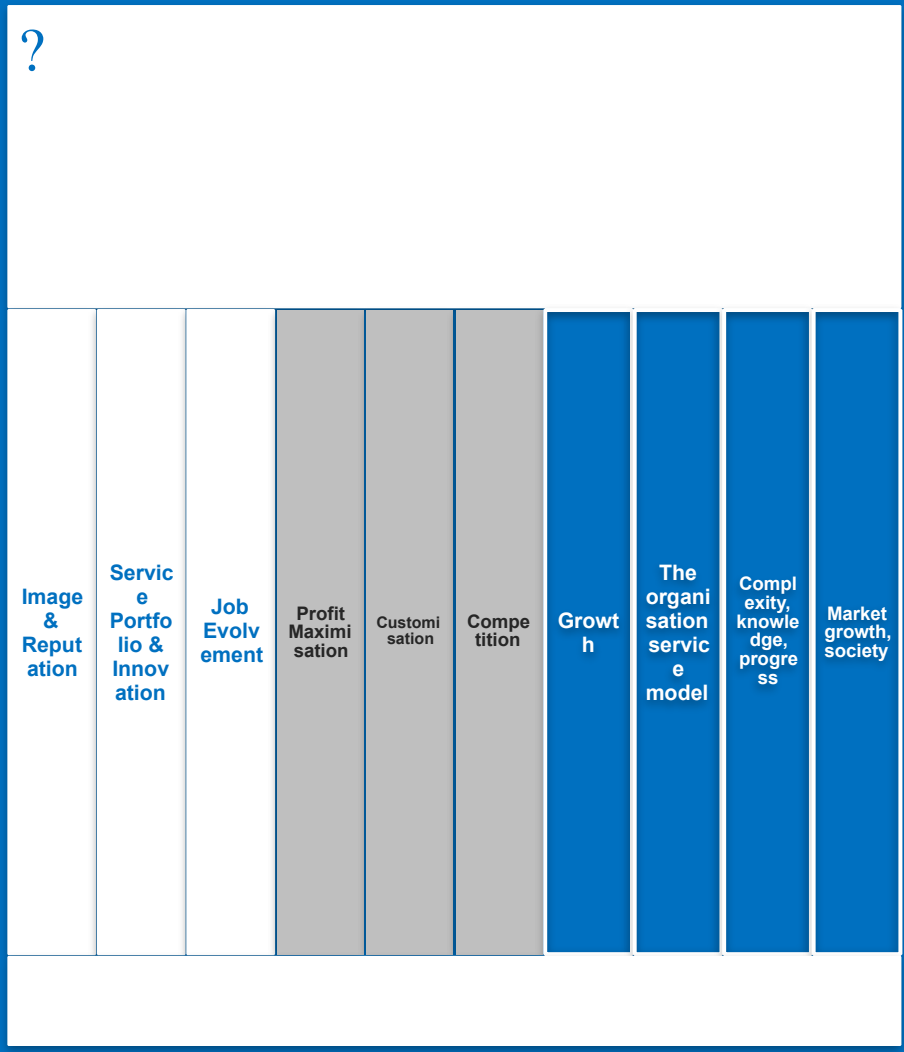 ?
Image
&
Reput
ation
Servic
e
Portfo
lio &
Innov
ation
Job
Evolv
ement
Profit
Maximi
sation
Customi
sation
Compe
tition
Growt
h
The
organi
sation
servic
e
model
Compl
exity,
knowle
dge,
progre
ss
Market
growth,
society